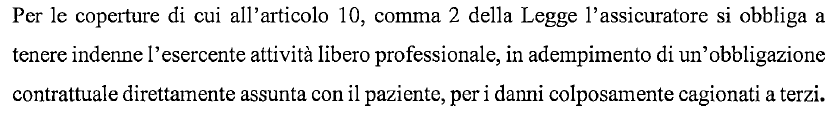 Per le coperture di cui all'articolo 10, comma 2 della Legge l'assicuratore si obbliga a
tenere indenne l'esercente attività libero professionale, in adempimento di un'obbligazione
contrattuale direttamente assunta con il paziente, per i danni colposamente cagionati a terzi.